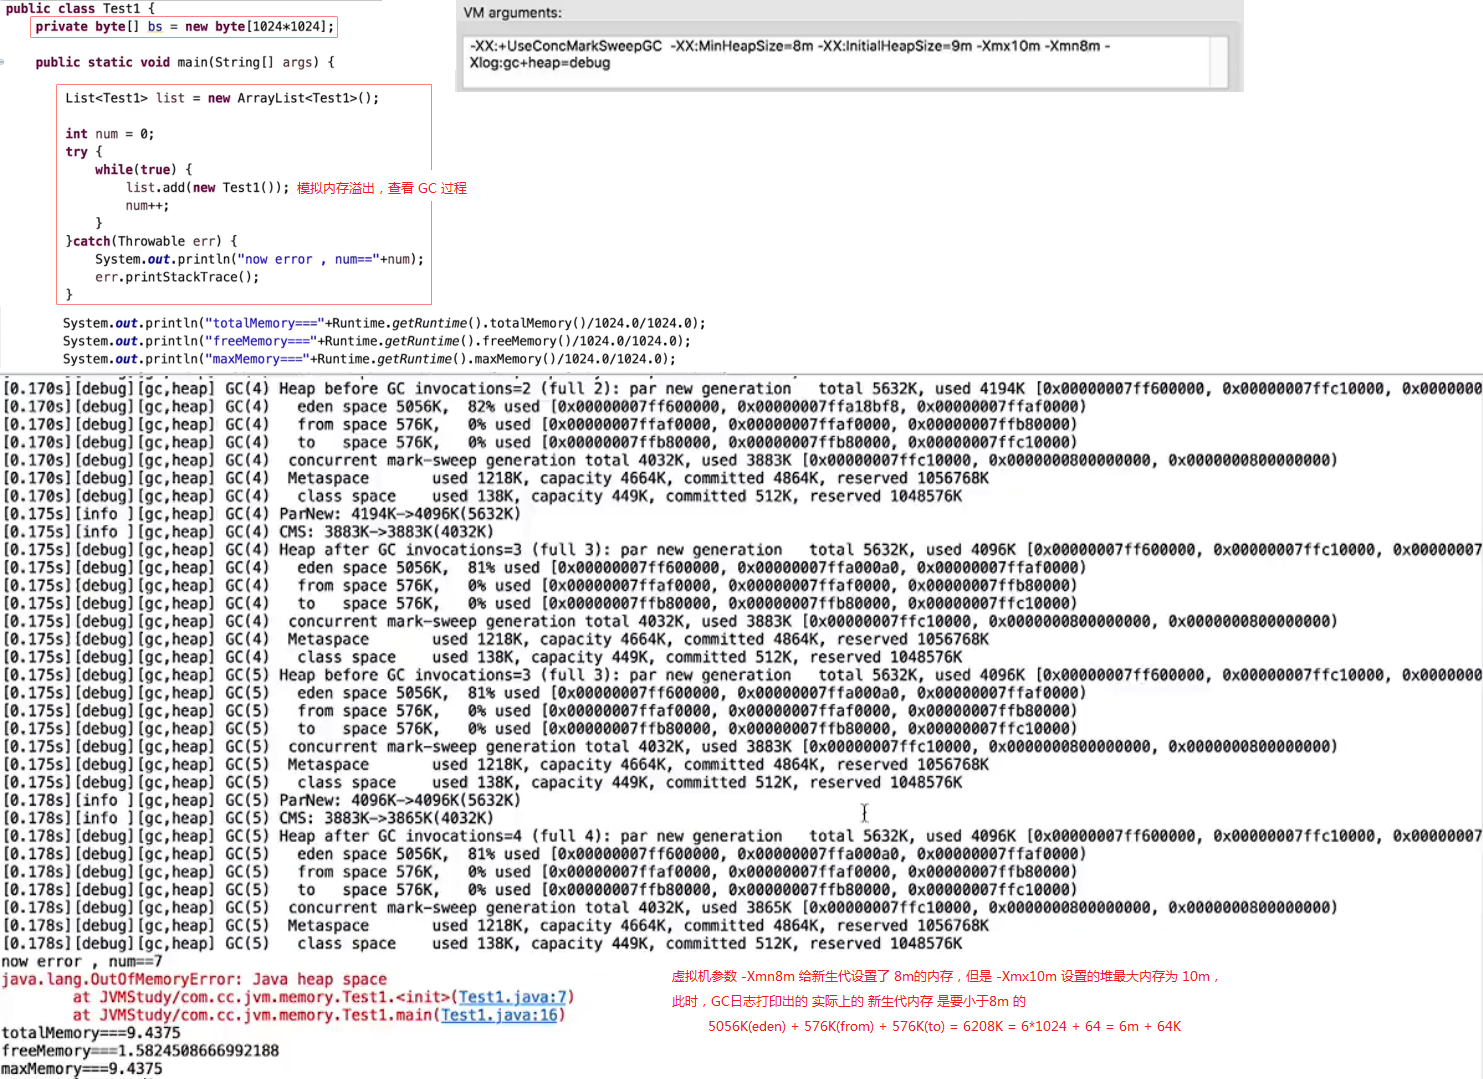 public class Test1 {
private byte[] bs = new byte[1024*1024];
public static void main(String[] args) {
List<Test1> list = new ArrayList<Test1>();
int num = 0;
try {
while(true) {
list.add(new Test1()); 模拟内存溢出，查看 GC 过程
num++;
}
}catch(Throwable err) {
System.out.println("now error , num=="+num);
err.printStackTrace();
}
System.out.println("totalMemory==="+Runtime.getRuntime().totalMemory()/1024.0/1024.0);
System.out.println("freeMemory==="+Runtime.getRuntime().freeMemory()/1024.0/1024.0);
System.out.println("maxMemory==="+Runtime.getRuntime().maxMemory()/1024.0/1024.0);
VM arguments:
-XX:+UseConcMarkSweepGC -XX:MinHeapSize=8m -XX:InitialHeapSize=9m -Xmx10m -Xmn8m -
Xlog:gc+heap=debug
[0.170s][debug][gc,heap] GC(4) Heap before GC invocations=2 (full 2): par new generation total 5632K, used 4194K [0x00000007ff600000, 0x00000007ffc10000, 0x0000000
[0.170s][debug][gc,heap] GC(4) eden space 5056K, 82% used [0x00000007ff600000, 0x00000007ffa18bf8, 0x00000007ffaf0000)
[0.170s][debug][gc,heap] GC(4) from space 576K, 0% used [0x00000007ffaf0000, 0x00000007ffaf0000, 0x00000007ffb80000)
[0.170s][debug][gc,heap] GC(4) to space 576K, 0% used [0x00000007ffb80000, 0x00000007ffb80000, 0x00000007ffc10000)
[0.170s][debug][gc,heap] GC(4) concurrent mark-sweep generation total 4032K, used 3883K [0x00000007ffc10000, 0x0000000800000000, 0x0000000800000000)
[0.170s][debug][gc,heap] GC(4) Metaspace used 1218K, capacity 4664K, committed 4864K, reserved 1056768K
[0.170s][debug][gc,heap] GC(4) class space used 138K, capacity 449K, committed 512K, reserved 1048576K
[0.175s][info ][gc,heap] GC(4) ParNew: 4194K->4096K(5632K)
[0.175s][info ][gc,heap] GC(4) CMS: 3883K->3883K(4032K)
[0.175s][debug][gc,heap] GC(4) Heap after GC invocations=3 (full 3): par new generation total 5632K, used 4096K [0x00000007ff600000, 0x00000007ffc10000, 0x00000007
[0.175s][debug][gc,heap] GC(4) eden space 5056K, 81% used [0x00000007ff600000, 0x00000007ffa000a0, 0x00000007ffaf0000)
[0.175s][debug][gc,heap] GC(4) from space 576K, 0% used [0x00000007ffaf0000, 0x00000007ffaf0000, 0x00000007ffb80000)
[0.175s][debug][gc,heap] GC(4) to space 576K, 0% used [0x00000007ffb80000, 0x00000007ffb80000, 0x00000007ffc10000)
[0.175s][debug][gc,heap] GC(4) concurrent mark-sweep generation total 4032K, used 3883K [0x00000007ffc10000, 0x0000000800000000, 0x0000000800000000)
[0.175s][debug][gc,heap] GC(4) Metaspace used 1218K, capacity 4664K, committed 4864K, reserved 1056768K
[0.175s][debug][gc,heap] GC(4) class space used 138K, capacity 449K, committed 512K, reserved 1048576K
[0.175s][debug][gc,heap] GC(5) Heap before GC invocations=3 (full 3): par new generation total 5632K, used 4096K [0x00000007ff600000, 0x00000007ffc10000, 0x0000000
[0.175s][debug][gc,heap] GC(5) eden space 5056K, 81% used [0x00000007ff600000, 0x00000007ffa000a0, 0x00000007ffaf0000)
[0.175s][debug][gc,heap] GC(5) from space 576K, 0% used [0x00000007ffaf0000, 0x00000007ffaf0000, 0x00000007ffb80000)
[0.175s][debug][gc,heap] GC(5) to space 576K, 0% used [0x00000007ffb80000, 0x00000007ffb80000, 0x00000007ffc10000)
[0.175s][debug][gc,heap] GC(5) concurrent mark-sweep generation total 4032K, used 3883K [0x00000007ffc10000, 0x0000000800000000, 0x0000000800000000)
[0.175s][debug][gc,heap] GC(5) Metaspace used 1218K, capacity 4664K, committed 4864K, reserved 1056768K
[0.175s][debug][gc,heap] GC(5) class space used 138K, capacity 449K, committed 512K, reserved 1048576K
[0.178s][info ][gc,heap] GC(5) ParNew: 4096K->4096K(5632K)
[0.178s][info ][gc,heap] GC(5) CMS: 3883K->3865K(4032K)
[0.178s][debug][gc,heap] GC(5) Heap after GC invocations=4 (full 4): par new generation total 5632K, used 4096K [0x00000007ff600000, 0x00000007ffc10000, 0x00000007
[0.178s][debug][gc,heap] GC(5) eden space 5056K, 81% used [0x00000007ff600000, 0x00000007ffa000a0, 0x00000007ffaf0000)
[0.178s][debug][gc,heap] GC(5) from space 576K, 0% used [0x00000007ffaf0000, 0x00000007ffaf0000, 0x00000007ffb80000)
[0.178s][debug][gc,heap] GC(5) to space 576K, 0% used [0x00000007ffb80000, 0x00000007ffb80000, 0x00000007ffc10000)
[0.178s][debug][gc,heap] GC(5) concurrent mark-sweep generation total 4032K, used 3865K [0x00000007ffc10000, 0x0000000800000000, 0x0000000800000000)
[0.178s][debug][gc,heap] GC(5) Metaspace used 1218K, capacity 4664K, committed 4864K, reserved 1056768K
[0.178s][debug][gc,heap] GC(5) class space used 138K, capacity 449K, committed 512K, reserved 1048576K
now error , num==7
java.lang.OutOfMemoryError: Java heap space
at JVMStudy/com.cc.jvm.memory.Test1.<init>(Test1.java:7)
at JVMStudy/com.cc.jvm.memory.Test1.main(Test1.java:16)
totalMemory===9.4375
freeMemory===1.5824508666992188
maxMemory===9.4375
虚拟机参数 -Xmn8m 给新生代设置了 8m的内存，但是 -Xmx10m 设置的堆最大内存为 10m，
此时，GC日志打印出的 实际上的 新生代内存 是要小于8m 的
5056K(eden) + 576K(from) + 576K(to) = 6208K = 6*1024 + 64 = 6m + 64K